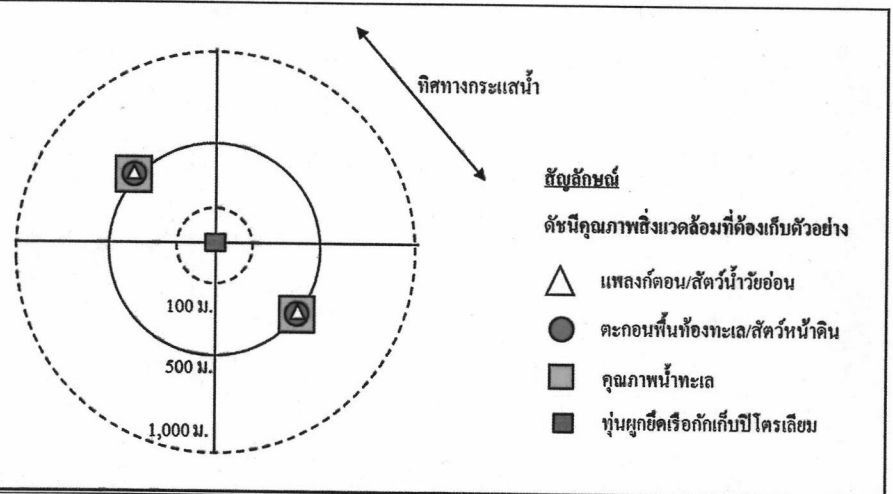 ทิศทางกระแสน้ำ
100 ม.
500 ม.
1,000 ม.
สัญลักษณ์
ดัชนีคุณภาพสิ่งแวดล้อมที่ต้องเก็บตัวอย่าง
แพลงก์ตอน/สัตว์น้ำวัยอ่อน
ตะกอนพื้นท้องทะเล/สัตว์หน้าดิน
คุณภาพน้ำทะเล
ทุ่นผูกยึดเรือกักเก็บปิโตรเลียม